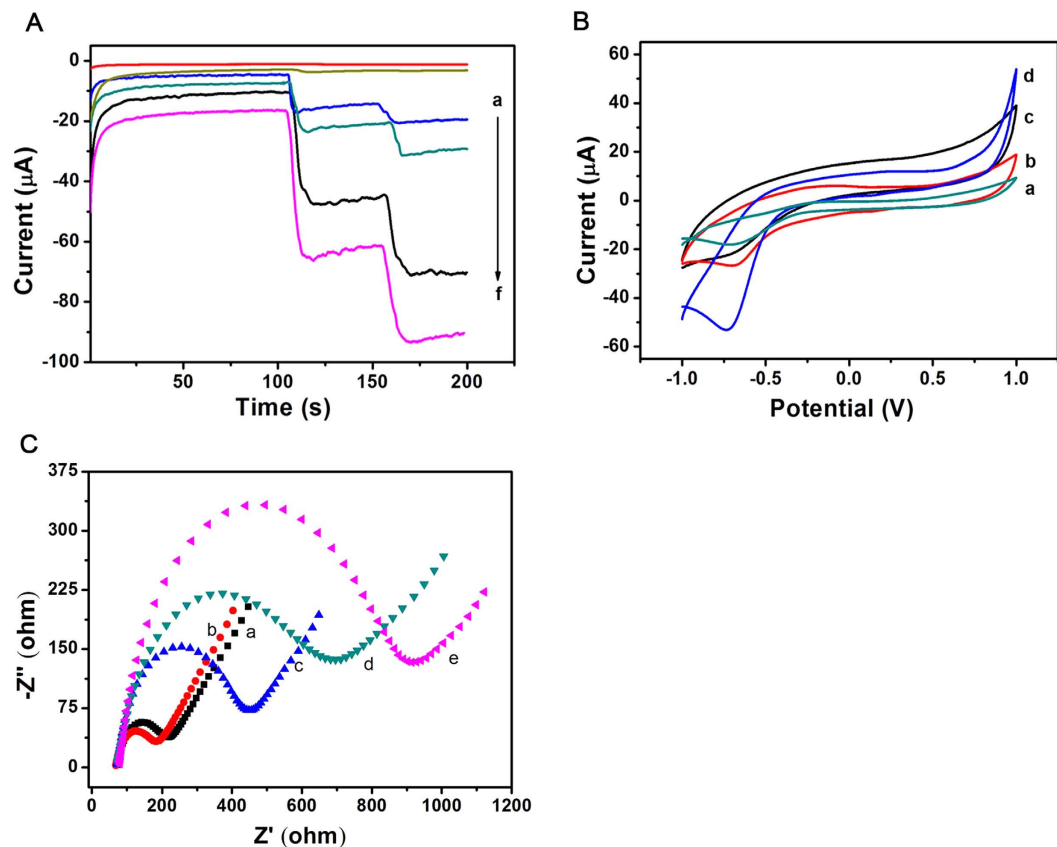 A
0
-20
-40
-60
-80
-100
50
100
150
200
Current (μA)
Time (s)
a
f
B
60
40
20
0
-20
-40
-60
-1.0
-0.5
0.0
0.5
1.0
Current (μA)
Potential (V)
d
c
b
a
C
375
300
225
150
75
0
0
200
400
600
800
1000
1200
-Z'' (ohm)
Z' (ohm)
b
a
c
d
e